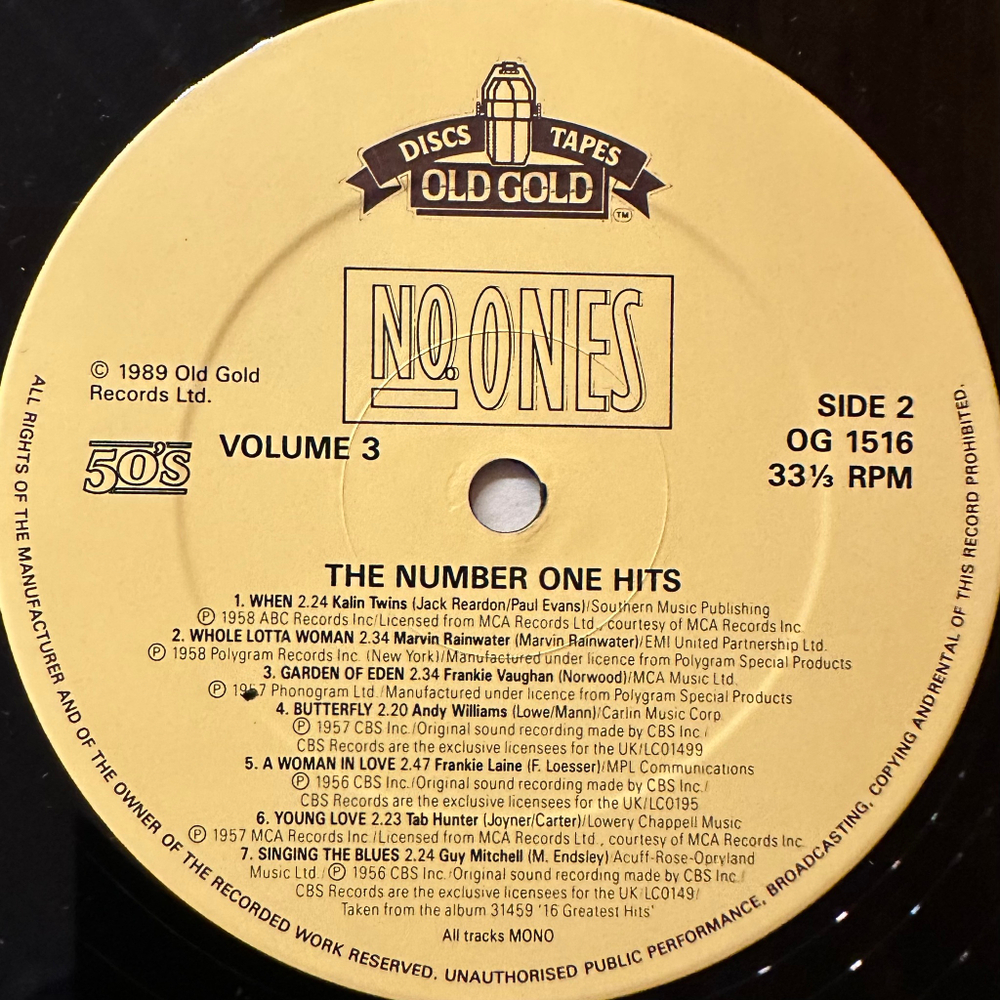 DISCS TAPES
OLD GOLD
TM
NO. ONES
© 1989 Old Gold
Records Ltd.
50'S
VOLUME 3
SIDE 2
OG 1516
33⅓ RPM
THE NUMBER ONE HITS
1. WHEN 2.24 Kalin Twins (Jack Reardon/Paul Evans)/Southern Music Publishing
℗ 1958 ABC Records Inc/Licensed from MCA Records Ltd., courtesy of MCA Records Inc.
2. WHOLE LOTTA WOMAN 2.34 Marvin Rainwater (Marvin Rainwater)/EMI United Partnership Ltd.
℗ 1958 Polygram Records Inc. (New York)/Manufactured under licence from Polygram Special Products
3. GARDEN OF EDEN 2.34 Frankie Vaughan (Norwood)/MCA Music Ltd.
℗ 1957 Phonogram Ltd./Manufactured under licence from Polygram Special Products
4. BUTTERFLY 2.20 Andy Williams (Lowe/Mann)/Carlin Music Corp.
℗ 1957 CBS Inc./Original sound recording made by CBS Inc./
CBS Records are the exclusive licensees for the UK/LC01499
5. A WOMAN IN LOVE 2.47 Frankie Laine (F. Loesser)/MPL Communications
℗ 1956 CBS Inc./Original sound recording made by CBS Inc./
CBS Records are the exclusive licensees for the UK/LC0195
6. YOUNG LOVE 2.23 Tab Hunter (Joyner/Carter)/Lowery Chappell Music
℗ 1957 MCA Records Inc./Licensed from MCA Records Ltd., courtesy of MCA Records Inc.
7. SINGING THE BLUES 2.24 Guy Mitchell (M. Endsley)/Acuff-Rose-Opryland
Music Ltd./℗ 1956 CBS Inc./Original sound recording made by CBS Inc./
CBS Records are the exclusive licensees for the UK/LC0149/
Taken from the album 31459 '16 Greatest Hits'
All tracks MONO
ALL RIGHTS OF THE MANUFACTURER AND OF THE OWNER OF THE RECORDED WORK RESERVED. UNAUTHORISED PUBLIC PERFORMANCE, BROADCASTING, COPYING AND RENTAL OF THIS RECORD PROHIBITED.